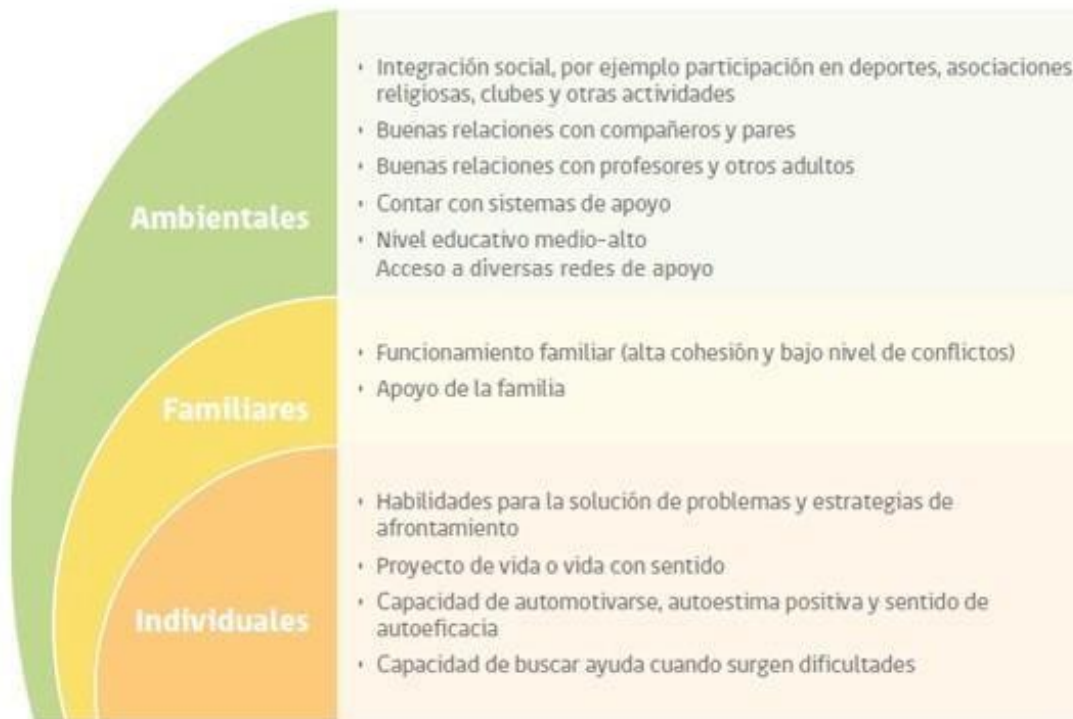 Ambientales
• Integración social, por ejemplo participación en deportes, asociaciones
religiosas, clubes y otras actividades
• Buenas relaciones con compañeros y pares
• Buenas relaciones con profesores y otros adultos
• Contar con sistemas de apoyo
• Nivel educativo medio-alto
Acceso a diversas redes de apoyo
Familiares
• Funcionamiento familiar (alta cohesión y bajo nivel de conflictos)
• Apoyo de la familia
Individuales
• Habilidades para la solución de problemas y estrategias de
afrontamiento
• Proyecto de vida o vida con sentido
• Capacidad de automotivarse, autoestima positiva y sentido de
autoeficacia
• Capacidad de buscar ayuda cuando surgen dificultades